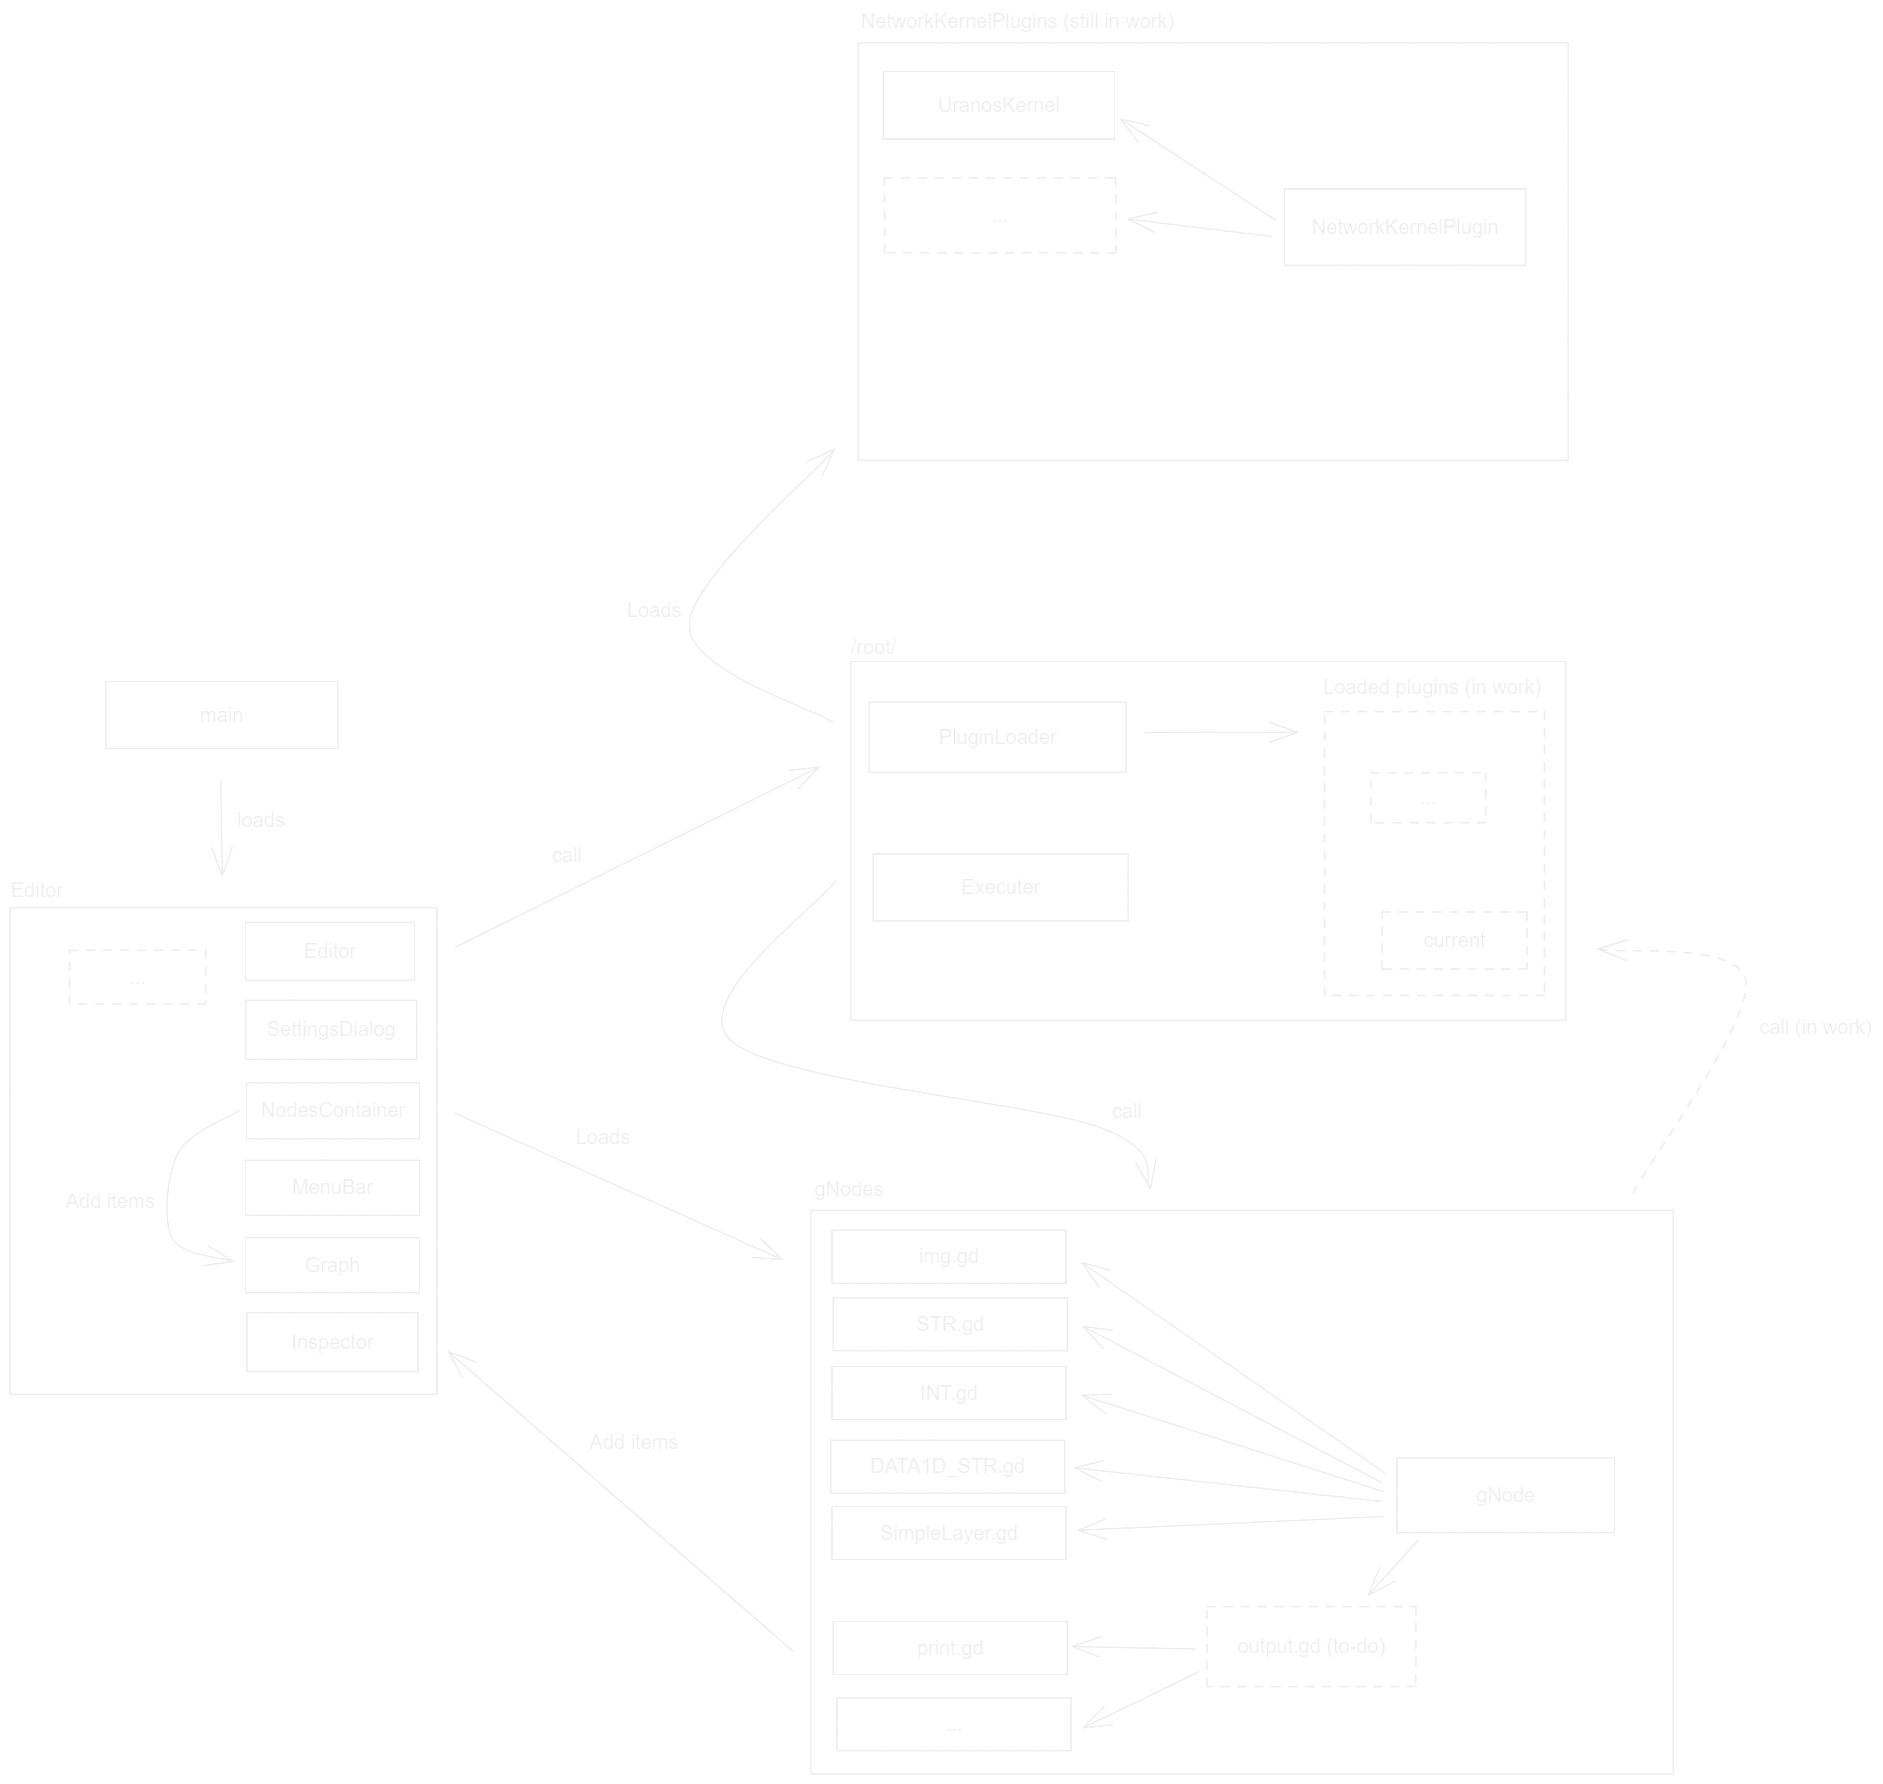 NetworkKernelPlugins (still in work)
UranosKernel
...
NetworkKernelPlugin
Loads
/root/
Loaded plugins (in work)
main
PluginLoader
...
loads
call
Executer
Editor
current
Editor
...
SettingsDialog
call (in work)
NodesContainer
call
Loads
Add items
MenuBar
gNodes
Graph
img.gd
STR.gd
Inspector
INT.gd
Add items
DATA1D_STR.gd
gNode
SimpleLayer.gd
print.gd
output.gd (to-do)
...